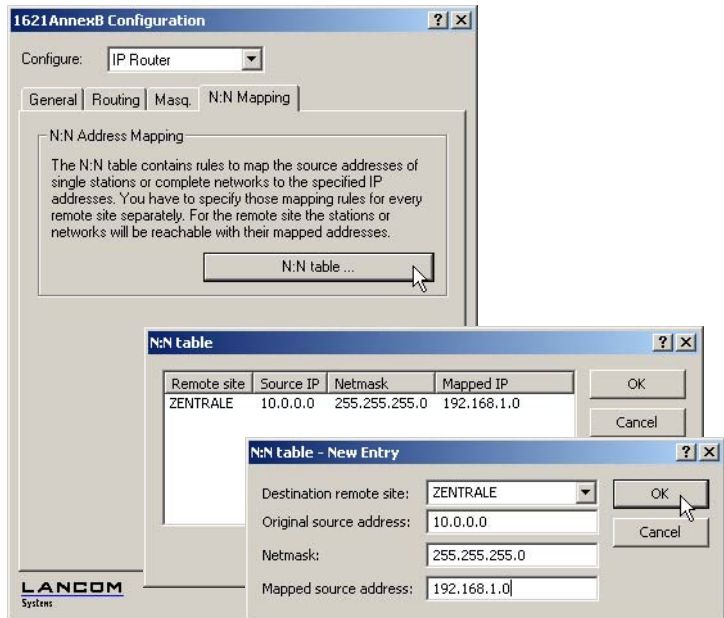 1621AnnexB Configuration
Configure: IP Router
General Routing Masq. N:N Mapping
N:N Address Mapping
The N:N table contains rules to map the source addresses of
single stations or complete networks to the specified IP
addresses. You have to specify those mapping rules for every
remote site separately. For the remote site the stations or
networks will be reachable with their mapped addresses.
N:N table ...
N:N table
Remote site Source IP Netmask Mapped IP
ZENTRALE 10.0.0.0 255.255.255.0 192.168.1.0
OK
Cancel
N:N table - New Entry
Destination remote site: ZENTRALE
Original source address: 10.0.0.0
Netmask: 255.255.255.0
Mapped source address: 192.168.1.0
OK
Cancel
LANCOM
Systems